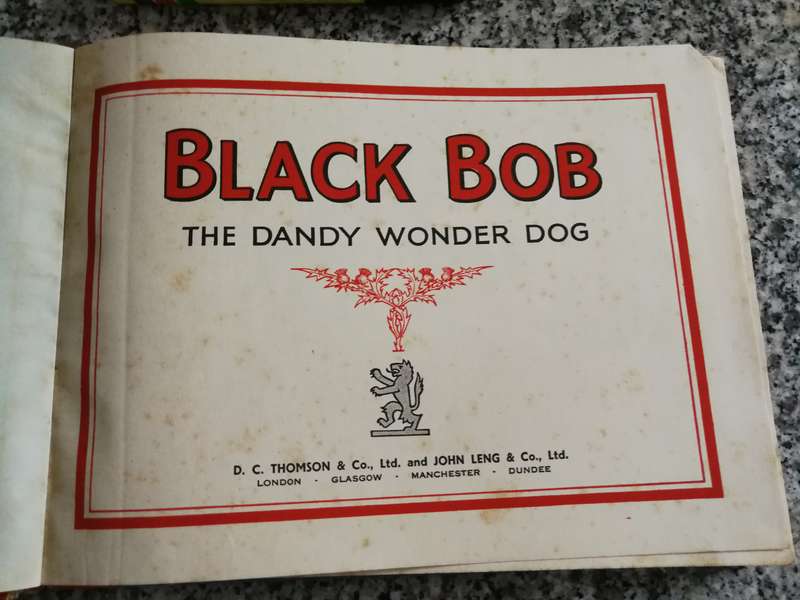 BLACK BOB
THE DANDY WONDER DOG
D. C. THOMSON & Co., Ltd. and JOHN LENG & Co., Ltd.
LONDON - GLASGOW - MANCHESTER - DUNDEE